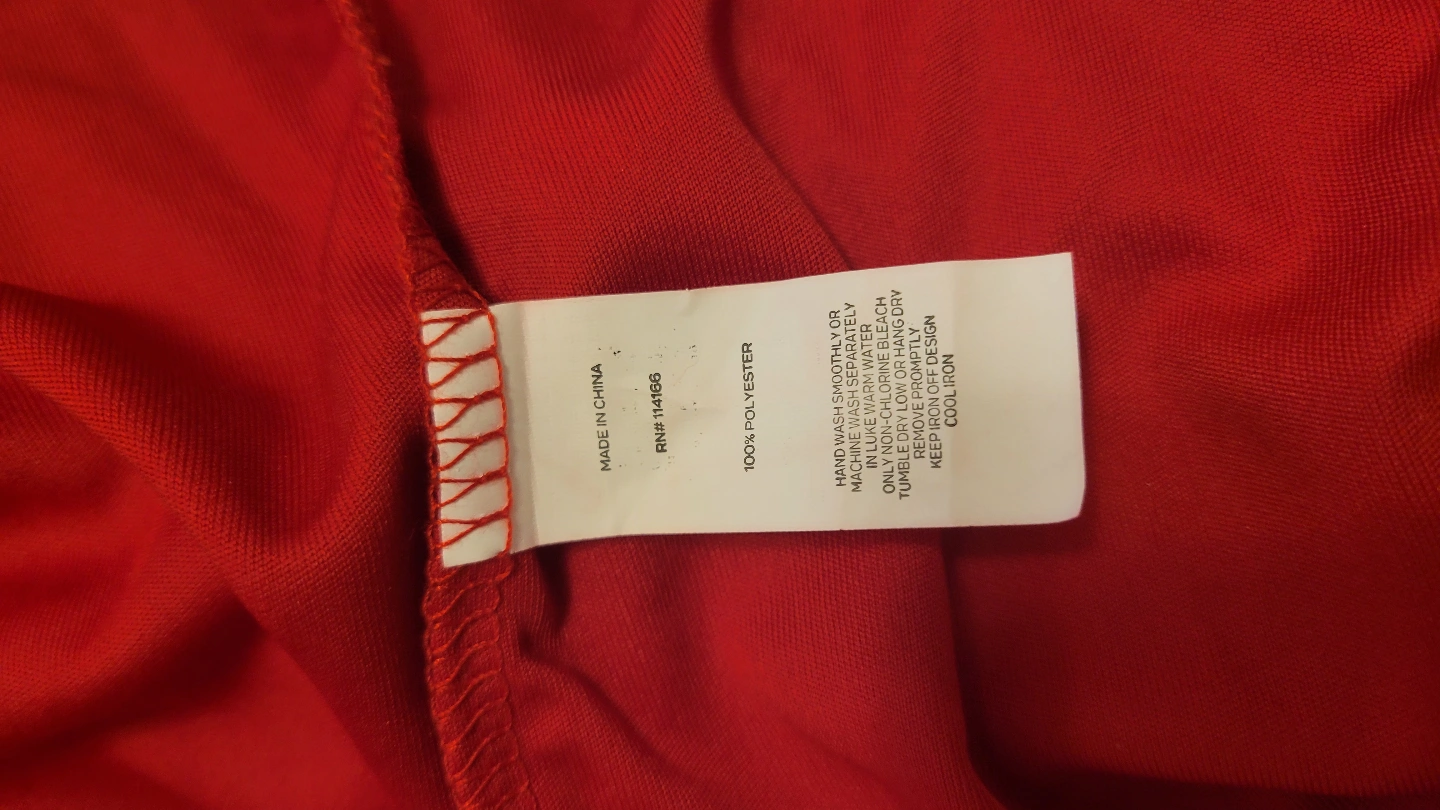 MADE IN CHINA
RN# 114166
100% POLYESTER
HAND WASH SMOOTHLY OR
MACHINE WASH SEPARATELY
IN LUKE WARM WATER
ONLY NON-CHLORINE BLEACH
TUMBLE DRY LOW OR HANG DRY
REMOVE PROMPTLY
KEEP IRON OFF DESIGN
COOL IRON